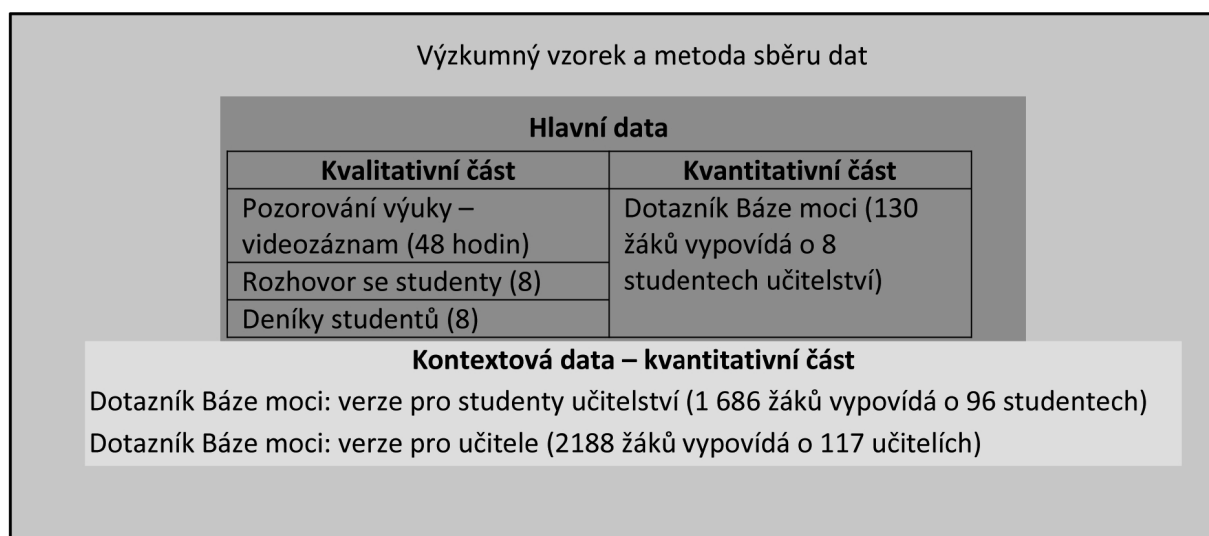 Výzkumný vzorek a metoda sběru dat
Hlavní data
Kvalitativní část
Kvantitativní část
Pozorování výuky –
videozáznam (48 hodin)
Rozhovor se studenty (8)
Deníky studentů (8)
Dotazník Báze moci (130
žáků vypovídá o 8
studentech učitelství)
Kontextová data – kvantitativní část
Dotazník Báze moci: verze pro studenty učitelství (1 686 žáků vypovídá o 96 studentech)
Dotazník Báze moci: verze pro učitele (2188 žáků vypovídá o 117 učitelích)